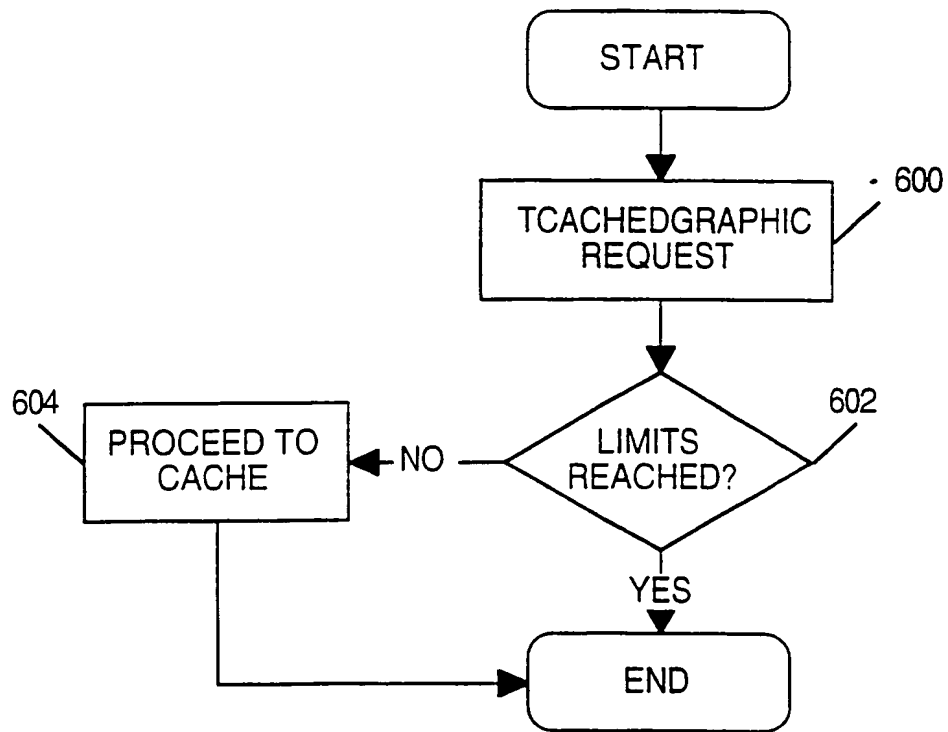 START
TCACHEDGRAPHIC
REQUEST
600
LIMITS
REACHED?
602
NO
604
PROCEED TO
CACHE
YES
END